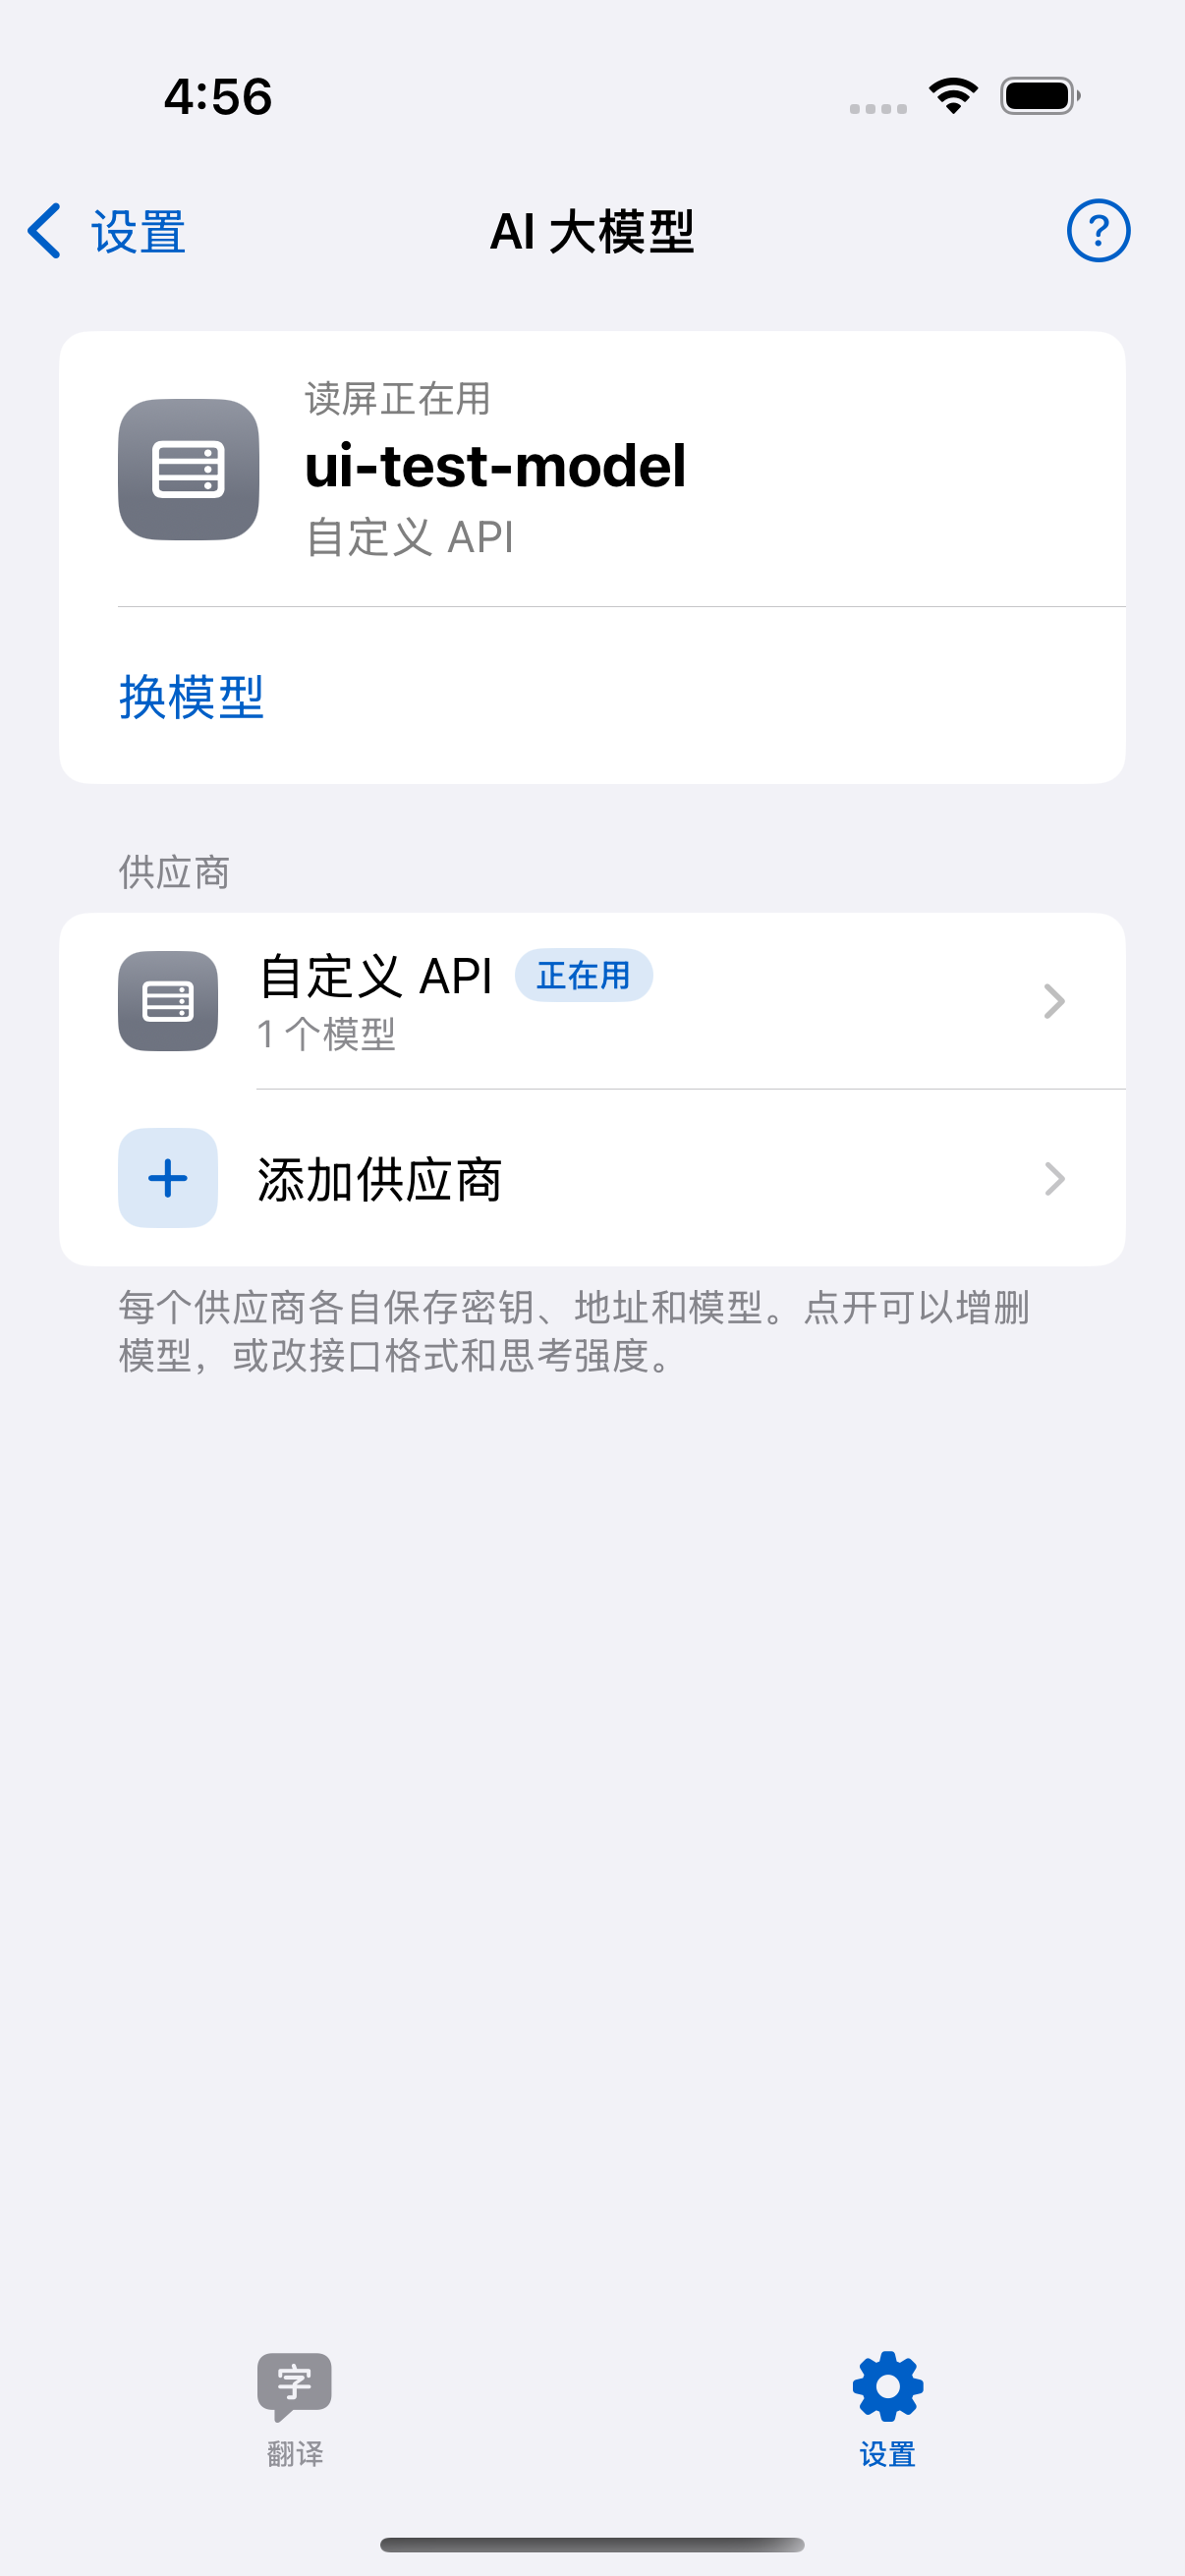 4:56
设置
AI 大模型
?
读屏正在用
ui-test-model
自定义 API
换模型
供应商
自定义 API 正在用
1 个模型
添加供应商
每个供应商各自保存密钥、地址和模型。点开可以增删
模型，或改接口格式和思考强度。
字
翻译
设置